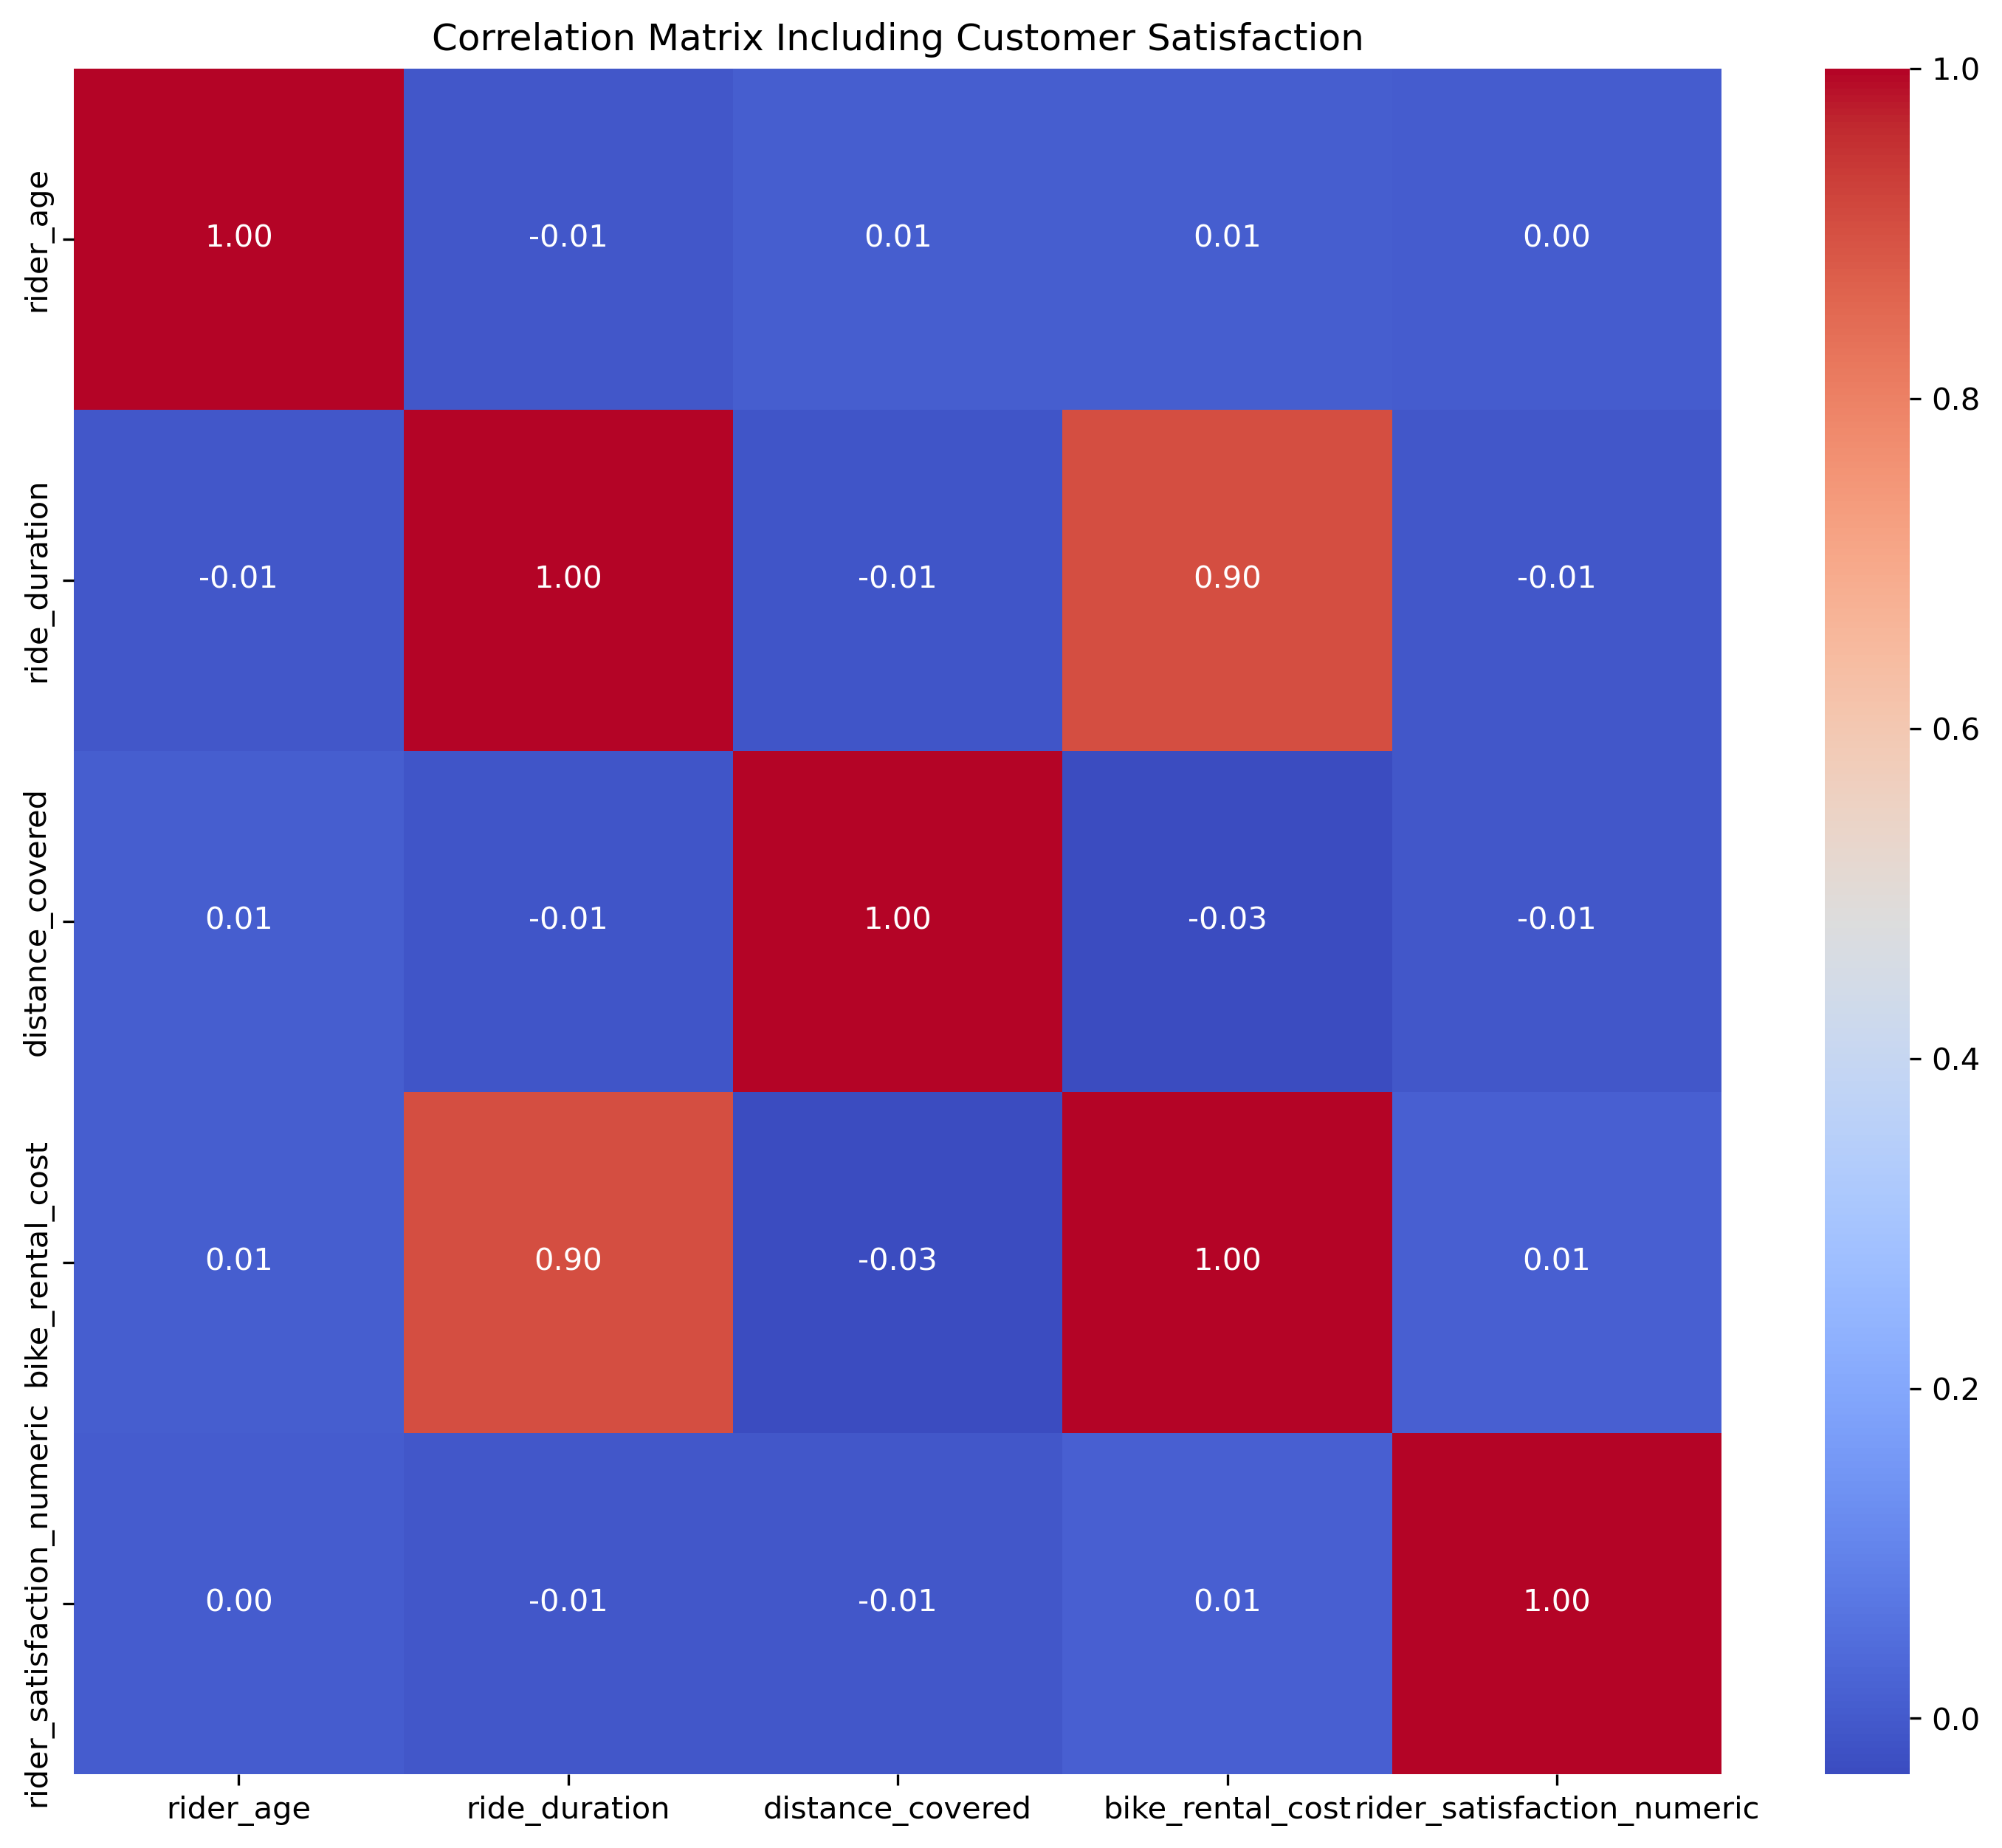 Correlation Matrix Including Customer Satisfaction
rider_age
1.00 -0.01 0.01 0.01 0.00
ride_duration
-0.01 1.00 -0.01 0.90 -0.01
distance_covered
0.01 -0.01 1.00 -0.03 -0.01
bike_rental_cost
0.01 0.90 -0.03 1.00 0.01
rider_satisfaction_numeric
0.00 -0.01 -0.01 0.01 1.00
rider_age ride_duration distance_covered bike_rental_cost rider_satisfaction_numeric
1.0
0.8
0.6
0.4
0.2
0.0